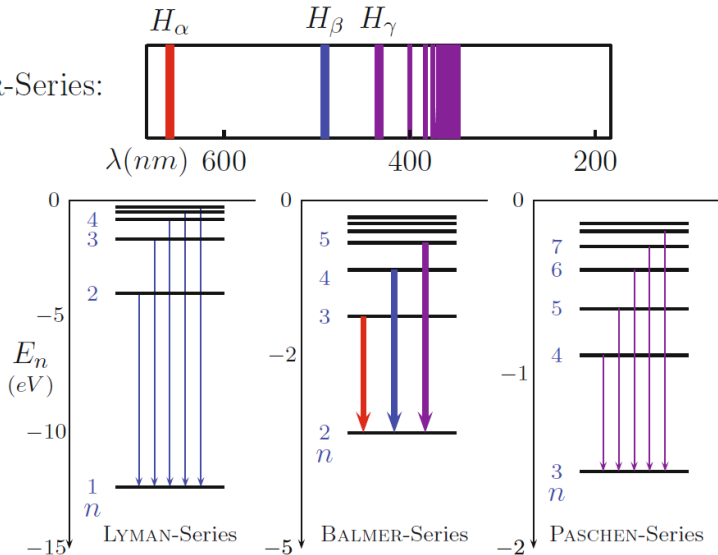 Hα Hβ Hγ
R-Series:
λ(nm) 600 400 200
0 0 0
4
3
2
5
4
3
7
6
5
4
−5
−2
−1
En
(eV)
−10
1
n
2
n
3
n
−15 LYMAN-Series −5 BALMER-Series −2 PASCHEN-Series